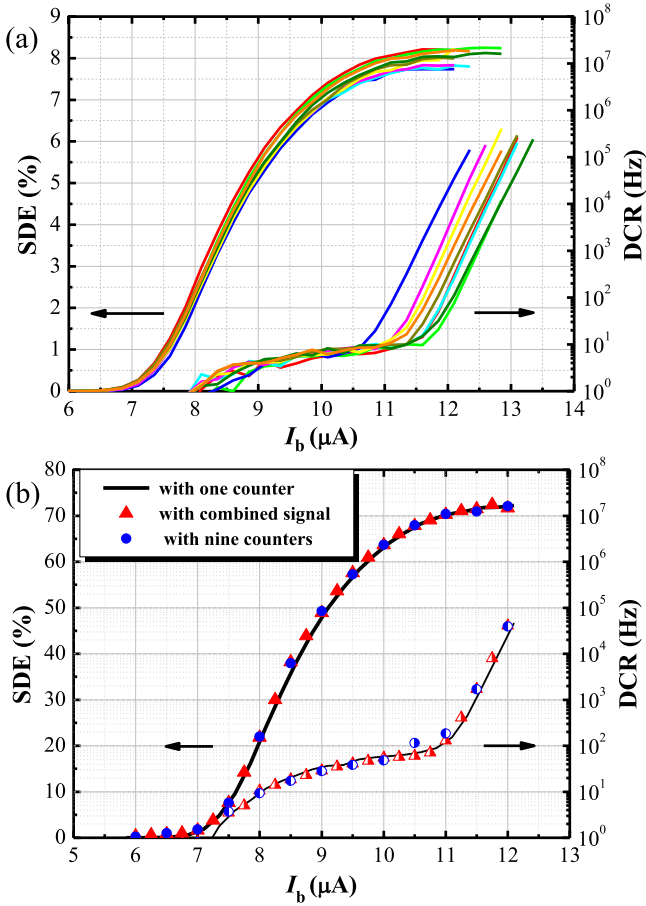 (a)
9
8
7
6
5
4
3
2
1
0
SDE (%)
10^8
10^7
10^6
10^5
10^4
10^3
10^2
10^1
10^0
DCR (Hz)
6 7 8 9 10 11 12 13 14
I_b (μA)
(b)
80
70
60
50
40
30
20
10
0
SDE (%)
with one counter
with combined signal
with nine counters
10^8
10^7
10^6
10^5
10^4
10^3
10^2
10^1
10^0
DCR (Hz)
5 6 7 8 9 10 11 12 13
I_b (μA)